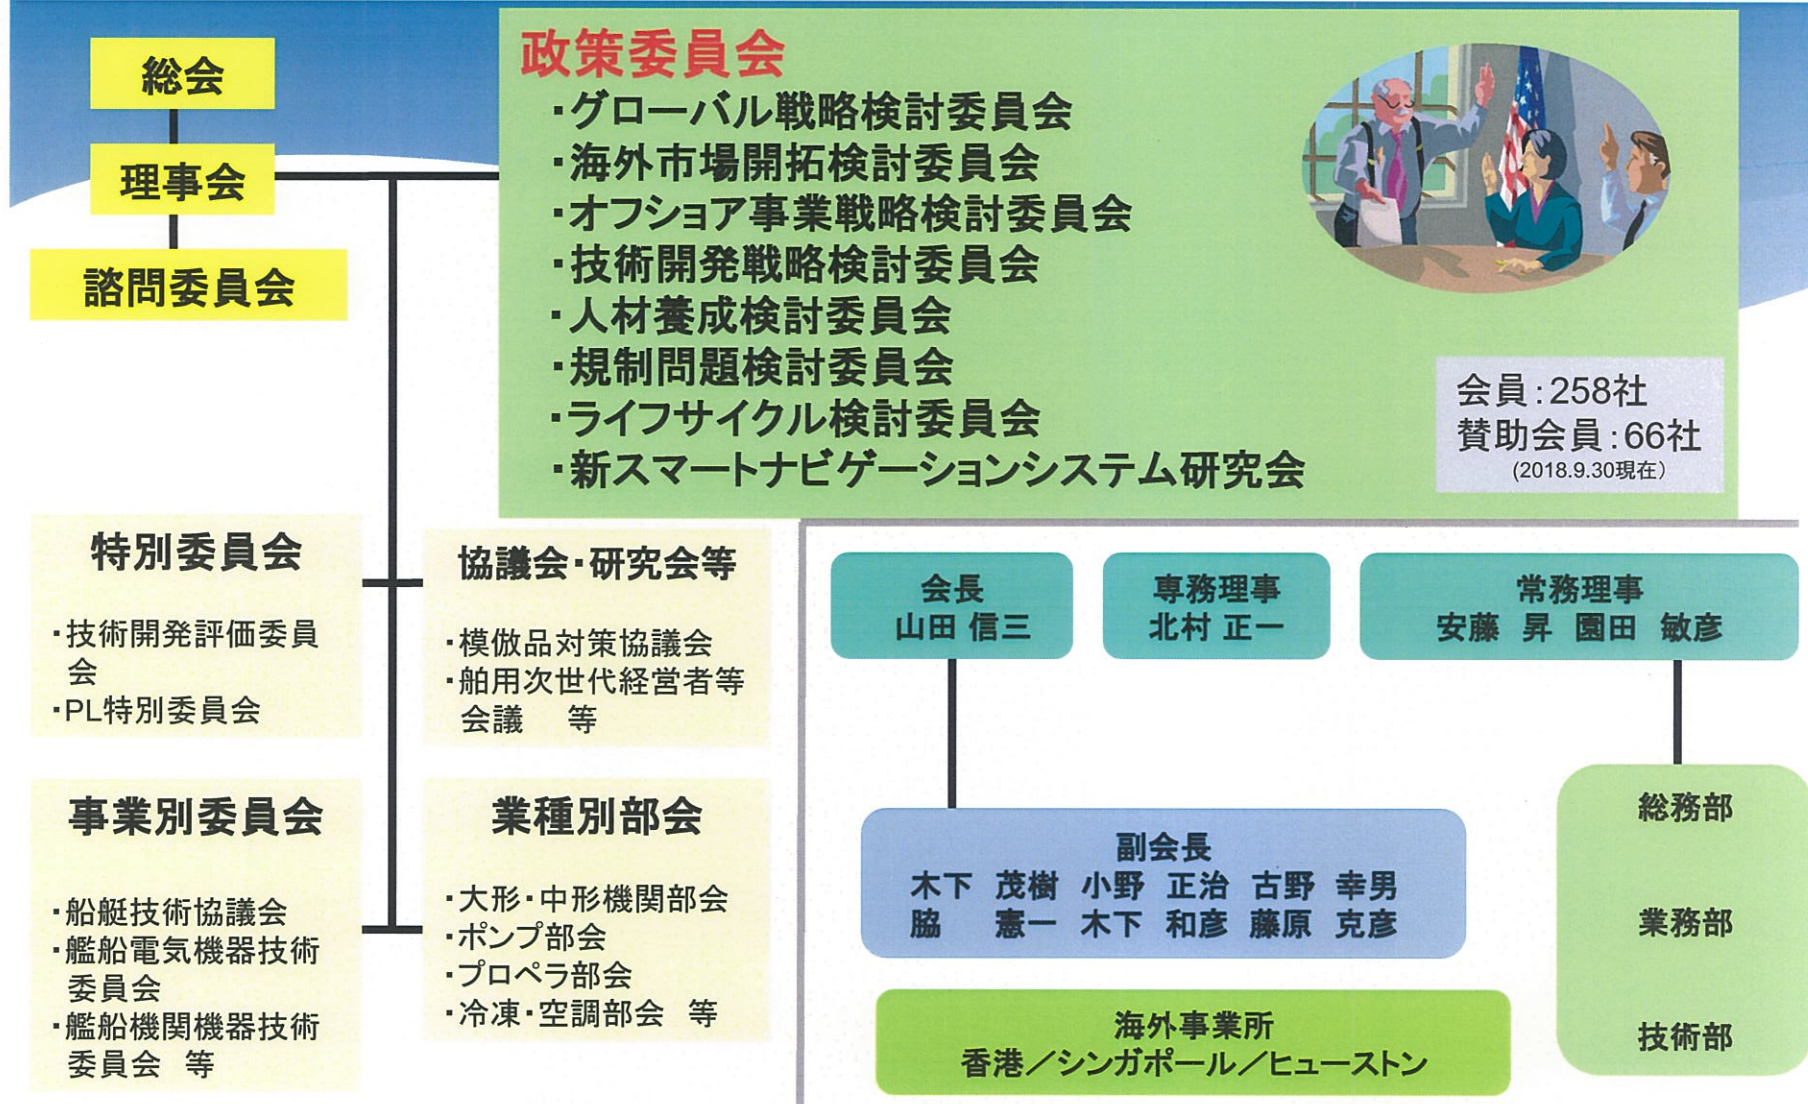 総会
理事会
諮問委員会
政策委員会
・グローバル戦略検討委員会
・海外市場開拓検討委員会
・オフショア事業戦略検討委員会
・技術開発戦略検討委員会
・人材養成検討委員会
・規制問題検討委員会
・ライフサイクル検討委員会
・新スマートナビゲーションシステム研究会
会員：258社
賛助会員：66社
(2018.9.30現在)
特別委員会
・技術開発評価委員
会
・PL特別委員会
協議会・研究会等
・模倣品対策協議会
・舶用次世代経営者等
会議　等
事業別委員会
・船艇技術協議会
・艦船電気機器技術
委員会
・艦船機関機器技術
委員会　等
業種別部会
・大形・中形機関部会
・ポンプ部会
・プロペラ部会
・冷凍・空調部会　等
会長
山田 信三
専務理事
北村 正一
常務理事
安藤　昇　園田　敏彦
副会長
木下　茂樹　小野　正治　古野　幸男
脇　　憲一　木下　和彦　藤原　克彦
海外事業所
香港／シンガポール／ヒューストン
総務部
業務部
技術部